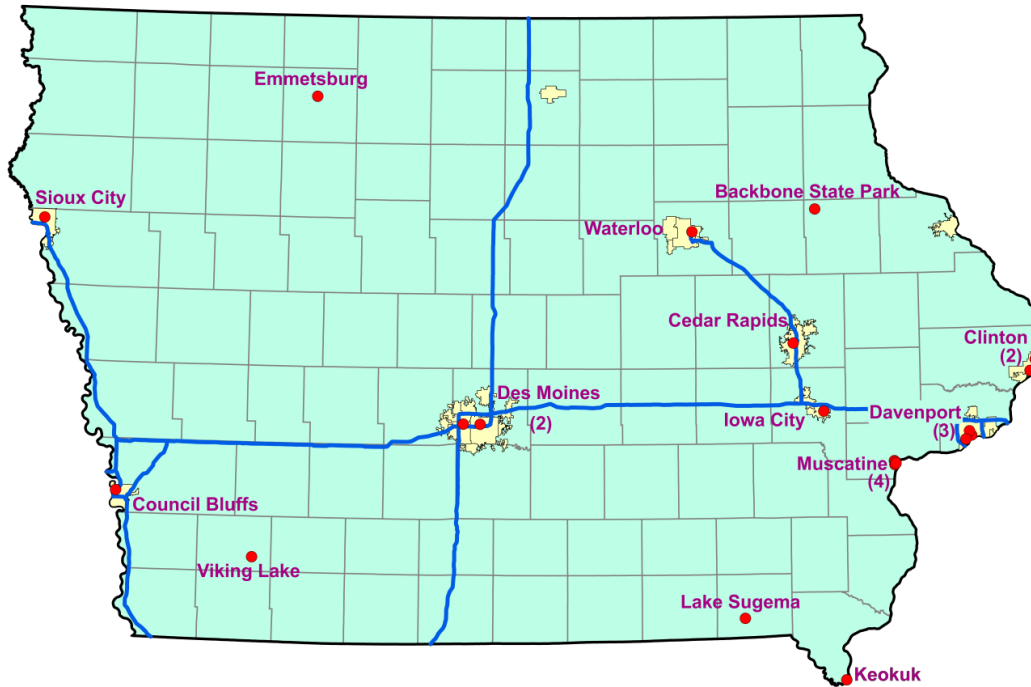 Emmetsburg
Sioux City
Backbone State Park
Waterloo
Cedar Rapids
Clinton
(2)
Des Moines
(2)
Iowa City
Davenport
(3)
Muscatine
(4)
Council Bluffs
Viking Lake
Lake Sugema
Keokuk